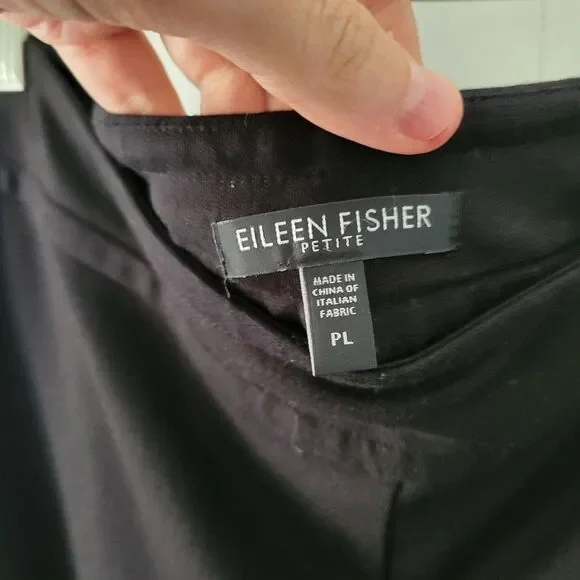 EILEEN FISHER
PETITE
MADE IN
CHINA OF
ITALIAN
FABRIC
PL